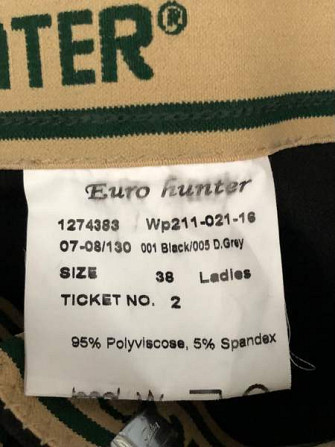 NTER®
Euro hunter
1274383 Wp211-021-16
07-08/130 001 Black/005 D.Grey
SIZE 38 Ladies
TICKET NO. 2
95% Polyviscose, 5% Spandex